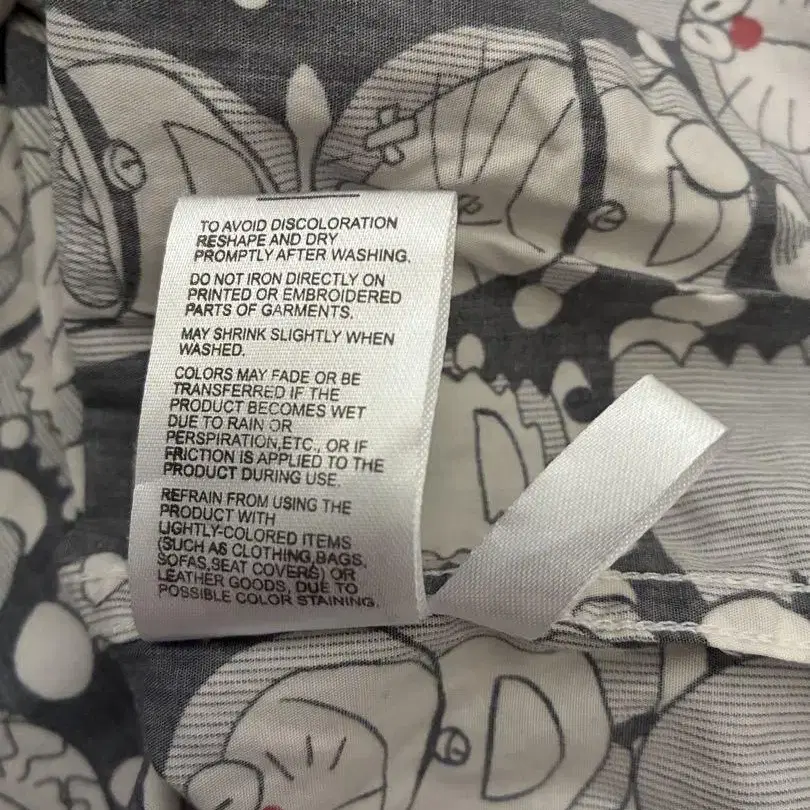 TO AVOID DISCOLORATION
RESHAPE AND DRY
PROMPTLY AFTER WASHING.
DO NOT IRON DIRECTLY ON
PRINTED OR EMBROIDERED
PARTS OF GARMENTS.
MAY SHRINK SLIGHTLY WHEN
WASHED.
COLORS MAY FADE OR BE
TRANSFERRED IF THE
PRODUCT BECOMES WET
DUE TO RAIN OR
PERSPIRATION,ETC., OR IF
FRICTION IS APPLIED TO THE
PRODUCT DURING USE.
REFRAIN FROM USING THE
PRODUCT WITH
LIGHTLY-COLORED ITEMS
(SUCH AS CLOTHING,BAGS,
SOFAS,SEAT COVERS) OR
LEATHER GOODS, DUE TO
POSSIBLE COLOR STAINING.